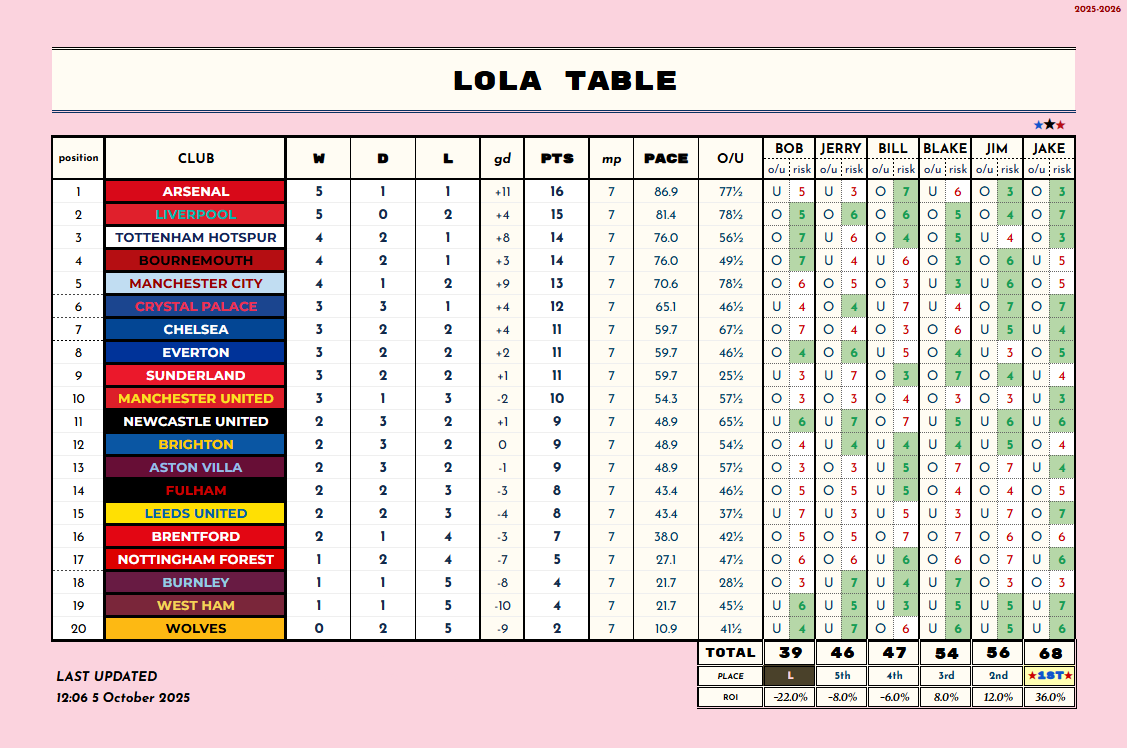 2025-2026
LOLA TABLE
★★★
position CLUB W D L gd PTS mp PACE O/U BOB JERRY BILL BLAKE JIM JAKE
o/u risk o/u risk o/u risk o/u risk o/u risk o/u risk
1 ARSENAL 5 1 1 +11 16 7 86.9 77½ U 5 U 3 O 7 U 6 O 3 O 3
2 LIVERPOOL 5 0 2 +4 15 7 81.4 78½ O 5 O 6 O 6 O 5 O 4 O 7
3 TOTTENHAM HOTSPUR 4 2 1 +8 14 7 76.0 56½ O 7 U 6 O 4 O 5 U 4 O 3
4 BOURNEMOUTH 4 2 1 +3 14 7 76.0 49½ O 7 U 4 U 6 O 3 O 6 U 5
5 MANCHESTER CITY 4 1 2 +9 13 7 70.6 78½ O 6 O 5 O 3 U 3 U 6 O 5
6 CRYSTAL PALACE 3 3 1 +4 12 7 65.1 46½ U 4 O 4 U 7 U 4 O 7 O 7
7 CHELSEA 3 2 2 +4 11 7 59.7 67½ O 7 O 4 O 3 O 6 U 5 U 4
8 EVERTON 3 2 2 +2 11 7 59.7 46½ O 4 O 6 U 5 O 4 U 3 O 5
9 SUNDERLAND 3 2 2 +1 11 7 59.7 25½ U 3 U 7 O 3 O 7 O 4 U 4
10 MANCHESTER UNITED 3 1 3 -2 10 7 54.3 57½ O 3 O 3 O 4 O 3 O 3 U 3
11 NEWCASTLE UNITED 2 3 2 +1 9 7 48.9 65½ U 6 U 7 O 7 U 5 U 6 U 6
12 BRIGHTON 2 3 2 0 9 7 48.9 54½ O 4 U 4 U 4 U 4 U 5 O 4
13 ASTON VILLA 2 3 2 -1 9 7 48.9 57½ O 3 O 3 U 5 O 7 O 7 U 4
14 FULHAM 2 2 3 -3 8 7 43.4 46½ O 5 O 5 U 5 O 4 O 4 O 5
15 LEEDS UNITED 2 2 3 -4 8 7 43.4 37½ U 7 U 3 U 5 U 3 U 3 O 7
16 BRENTFORD 2 1 4 -3 7 7 38.0 42½ O 5 O 5 O 7 O 7 O 6 O 6
17 NOTTINGHAM FOREST 1 2 4 -7 5 7 27.1 47½ O 6 O 6 U 6 O 6 O 7 U 6
18 BURNLEY 1 1 5 -8 4 7 21.7 28½ O 3 U 7 U 4 U 7 O 3 O 3
19 WEST HAM 1 1 5 -10 4 7 21.7 45½ U 6 U 5 U 3 U 5 U 5 U 7
20 WOLVES 0 2 5 -9 2 7 10.9 41½ U 4 U 7 O 6 U 6 U 5 U 6
TOTAL 39 46 47 54 56 68
PLACE L 5th 4th 3rd 2nd ★1ST★
ROI -22.0% -8.0% -6.0% 8.0% 12.0% 36.0%
LAST UPDATED
12:06 5 October 2025